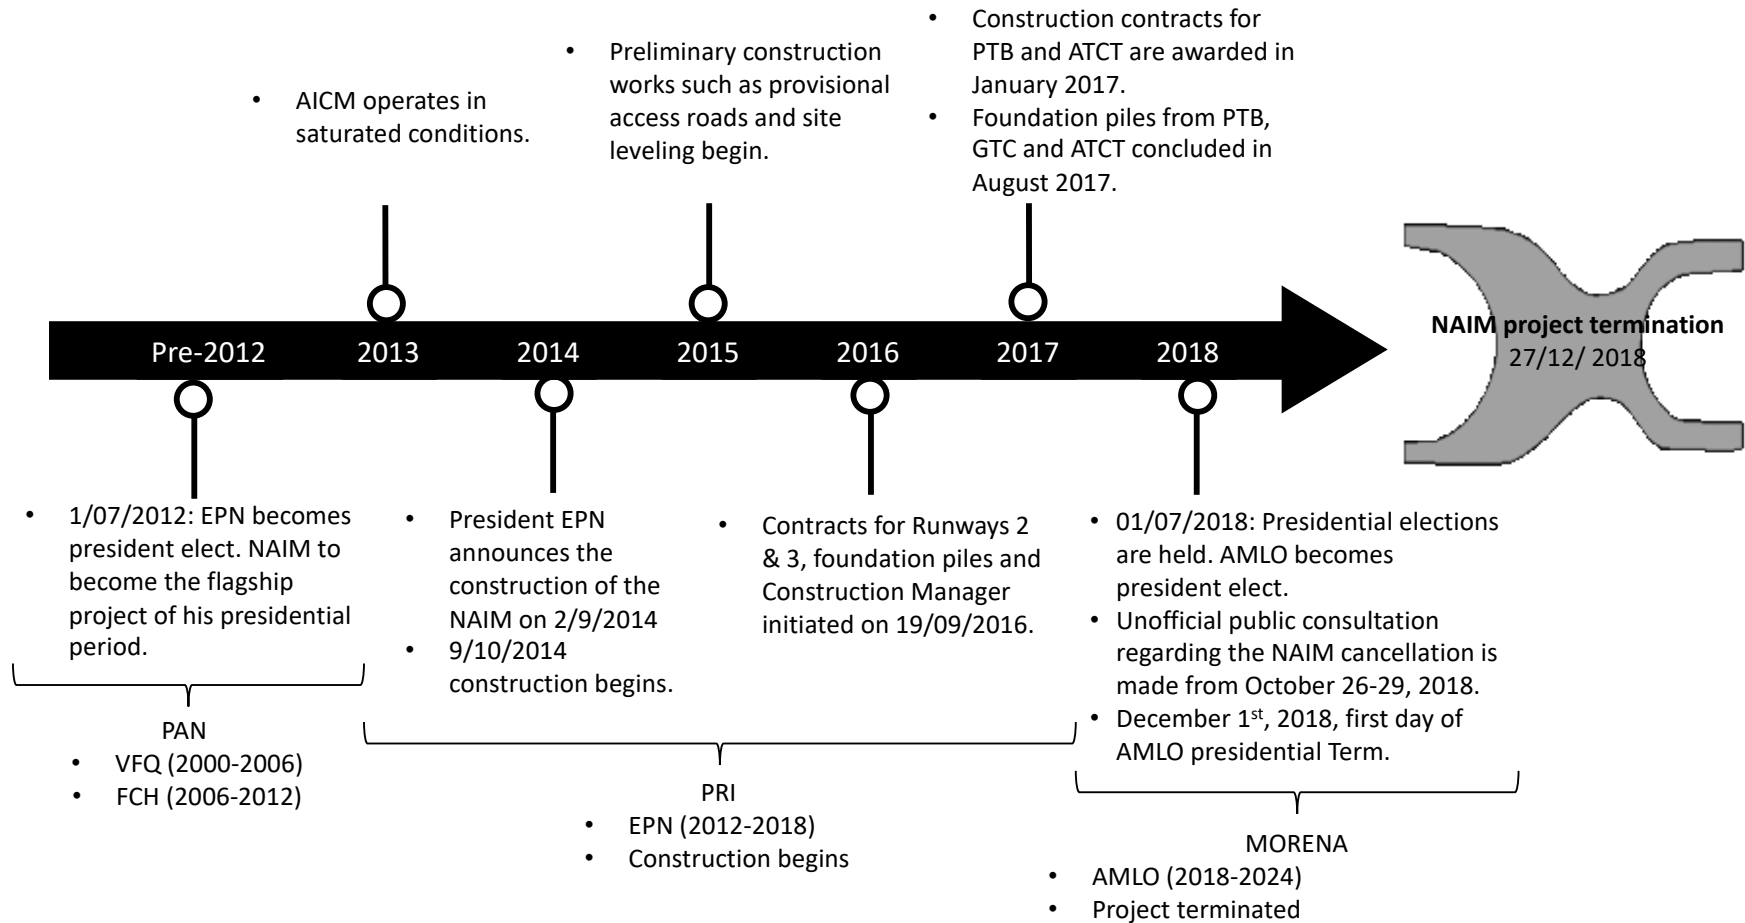 • AICM operates in
saturated conditions.
• Preliminary construction
works such as provisional
access roads and site
leveling begin.
• Construction contracts for
PTB and ATCT are awarded in
January 2017.
• Foundation piles from PTB,
GTC and ATCT concluded in
August 2017.
Pre-2012 2013 2014 2015 2016 2017 2018
NAIM project termination
27/12/ 2018
• 1/07/2012: EPN becomes
president elect. NAIM to
become the flagship
project of his presidential
period.
• President EPN
announces the
construction of the
NAIM on 2/9/2014
• 9/10/2014
construction begins.
• Contracts for Runways 2
& 3, foundation piles and
Construction Manager
initiated on 19/09/2016.
• 01/07/2018: Presidential elections
are held. AMLO becomes
president elect.
• Unofficial public consultation
regarding the NAIM cancellation is
made from October 26-29, 2018.
• December 1st, 2018, first day of
AMLO presidential Term.
PAN
• VFQ (2000-2006)
• FCH (2006-2012)
PRI
• EPN (2012-2018)
• Construction begins
MORENA
• AMLO (2018-2024)
• Project terminated